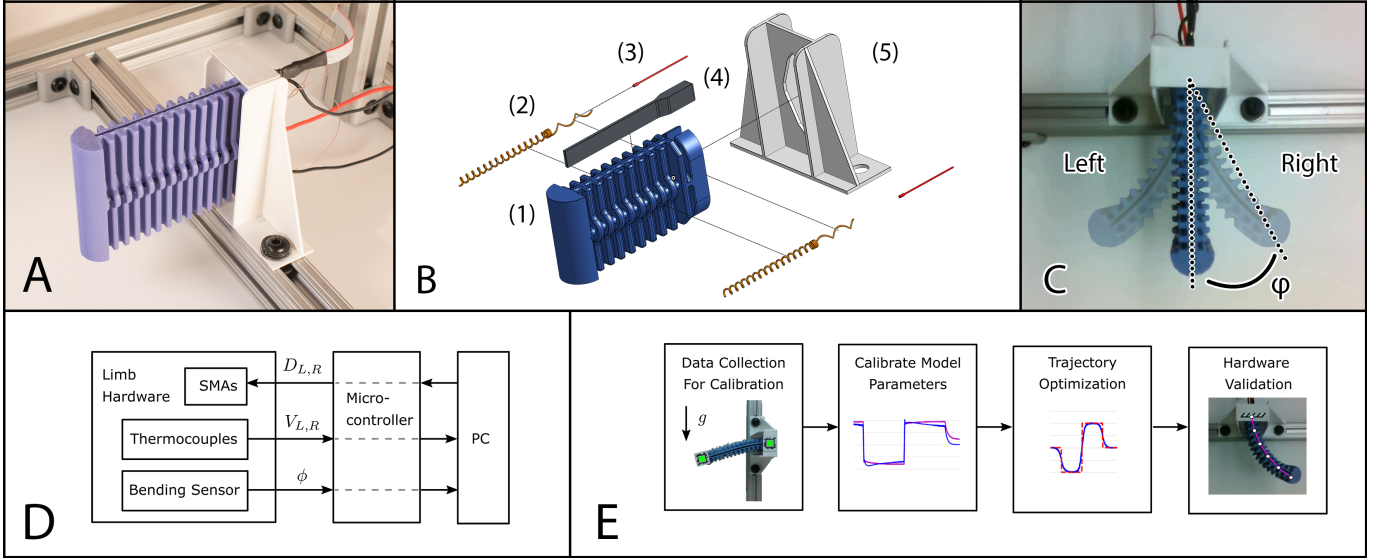 A
(1)
(2)
(3)
(4)
(5)
B
Left
Right
φ
C
Limb
Hardware
SMAs
Thermocouples
Bending Sensor
D_{L,R}
V_{L,R}
ϕ
Micro-
controller
PC
D
Data Collection
For Calibration
g
Calibrate Model
Parameters
Trajectory
Optimization
Hardware
Validation
E